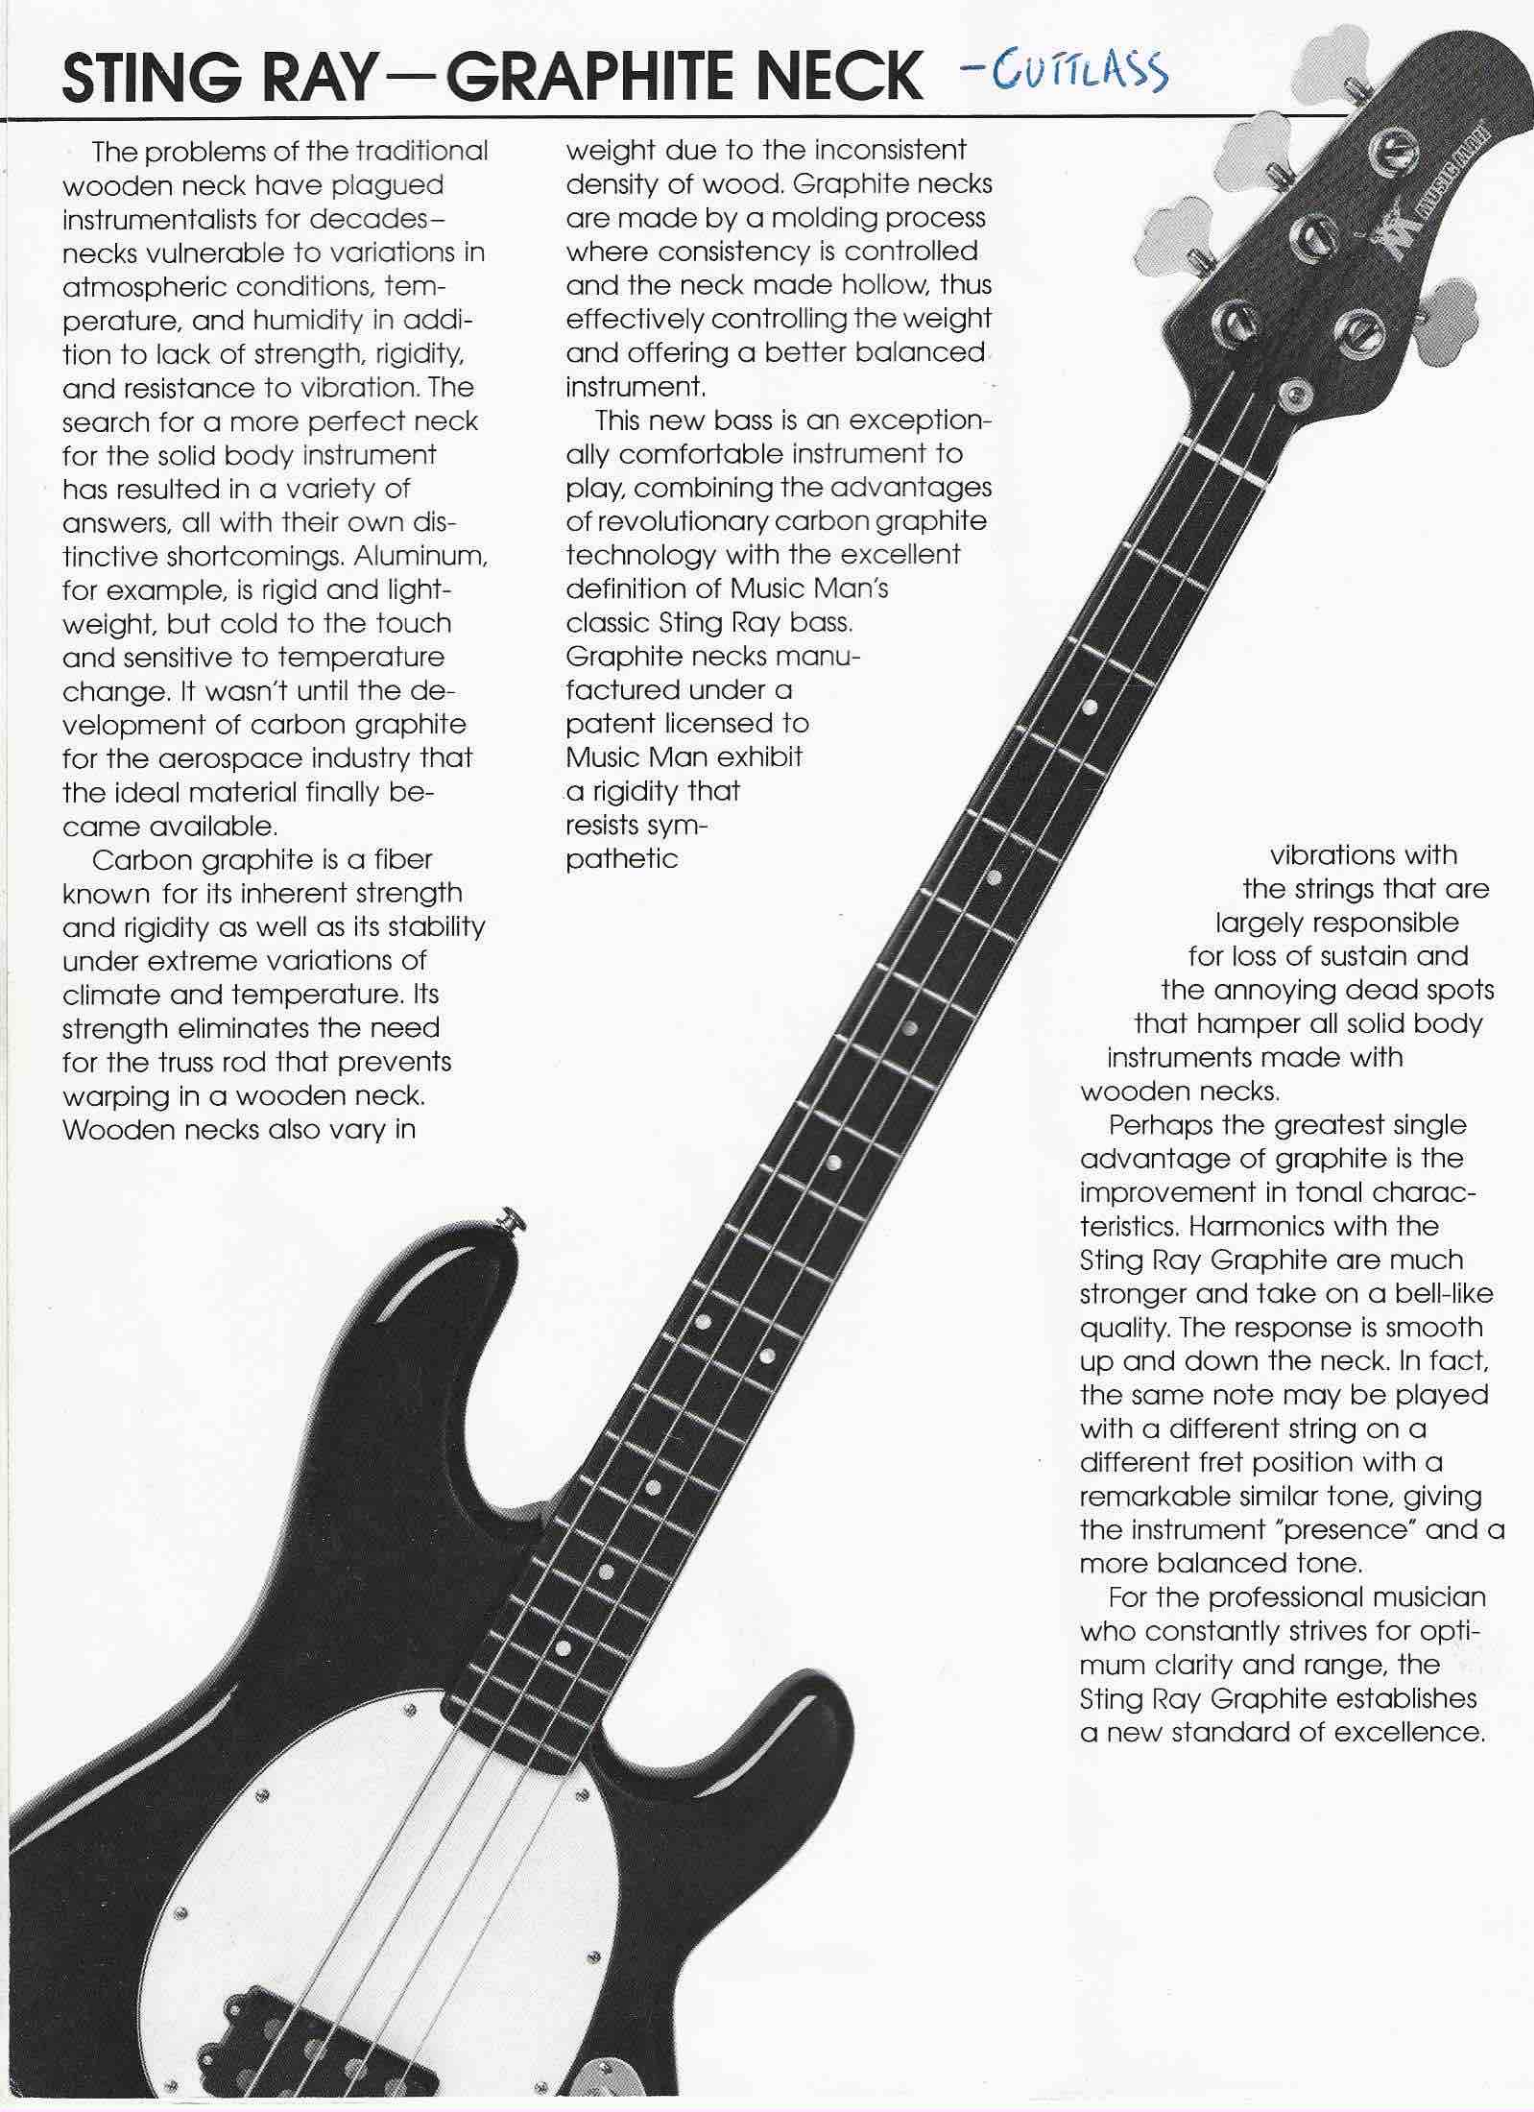 STING RAY—GRAPHITE NECK -CUTTLASS
The problems of the traditional
wooden neck have plagued
instrumentalists for decades–
necks vulnerable to variations in
atmospheric conditions, tem-
perature, and humidity in addi-
tion to lack of strength, rigidity,
and resistance to vibration. The
search for a more perfect neck
for the solid body instrument
has resulted in a variety of
answers, all with their own dis-
tinctive shortcomings. Aluminum,
for example, is rigid and light-
weight, but cold to the touch
and sensitive to temperature
change. It wasn't until the de-
velopment of carbon graphite
for the aerospace industry that
the ideal material finally be-
came available.
Carbon graphite is a fiber
known for its inherent strength
and rigidity as well as its stability
under extreme variations of
climate and temperature. Its
strength eliminates the need
for the truss rod that prevents
warping in a wooden neck.
Wooden necks also vary in
weight due to the inconsistent
density of wood. Graphite necks
are made by a molding process
where consistency is controlled
and the neck made hollow, thus
effectively controlling the weight
and offering a better balanced
instrument.
This new bass is an exception-
ally comfortable instrument to
play, combining the advantages
of revolutionary carbon graphite
technology with the excellent
definition of Music Man's
classic Sting Ray bass.
Graphite necks manu-
factured under a
patent licensed to
Music Man exhibit
a rigidity that
resists sym-
pathetic
vibrations with
the strings that are
largely responsible
for loss of sustain and
the annoying dead spots
that hamper all solid body
instruments made with
wooden necks.
Perhaps the greatest single
advantage of graphite is the
improvement in tonal charac-
teristics. Harmonics with the
Sting Ray Graphite are much
stronger and take on a bell-like
quality. The response is smooth
up and down the neck. In fact,
the same note may be played
with a different string on a
different fret position with a
remarkable similar tone, giving
the instrument "presence" and a
more balanced tone.
For the professional musician
who constantly strives for opti-
mum clarity and range, the
Sting Ray Graphite establishes
a new standard of excellence.
MUSIC MAN